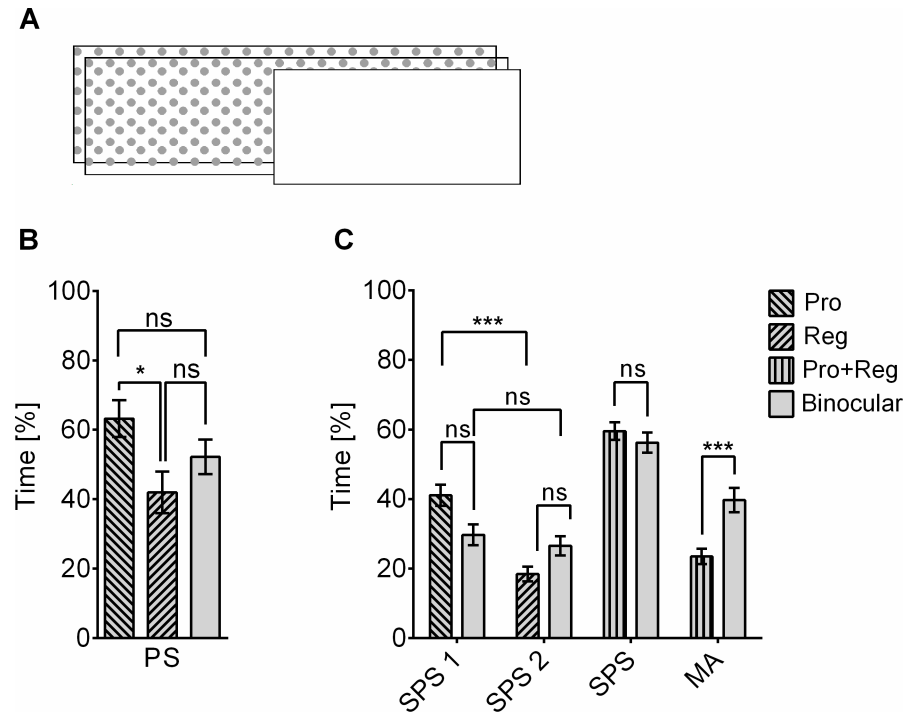 A
B
C
100
80
60
40
20
0
Time [%]
ns
*
ns
PS
100
80
60
40
20
0
Time [%]
***
ns
ns
ns
ns
***
SPS 1
SPS 2
SPS
MA
Pro
Reg
Pro+Reg
Binocular